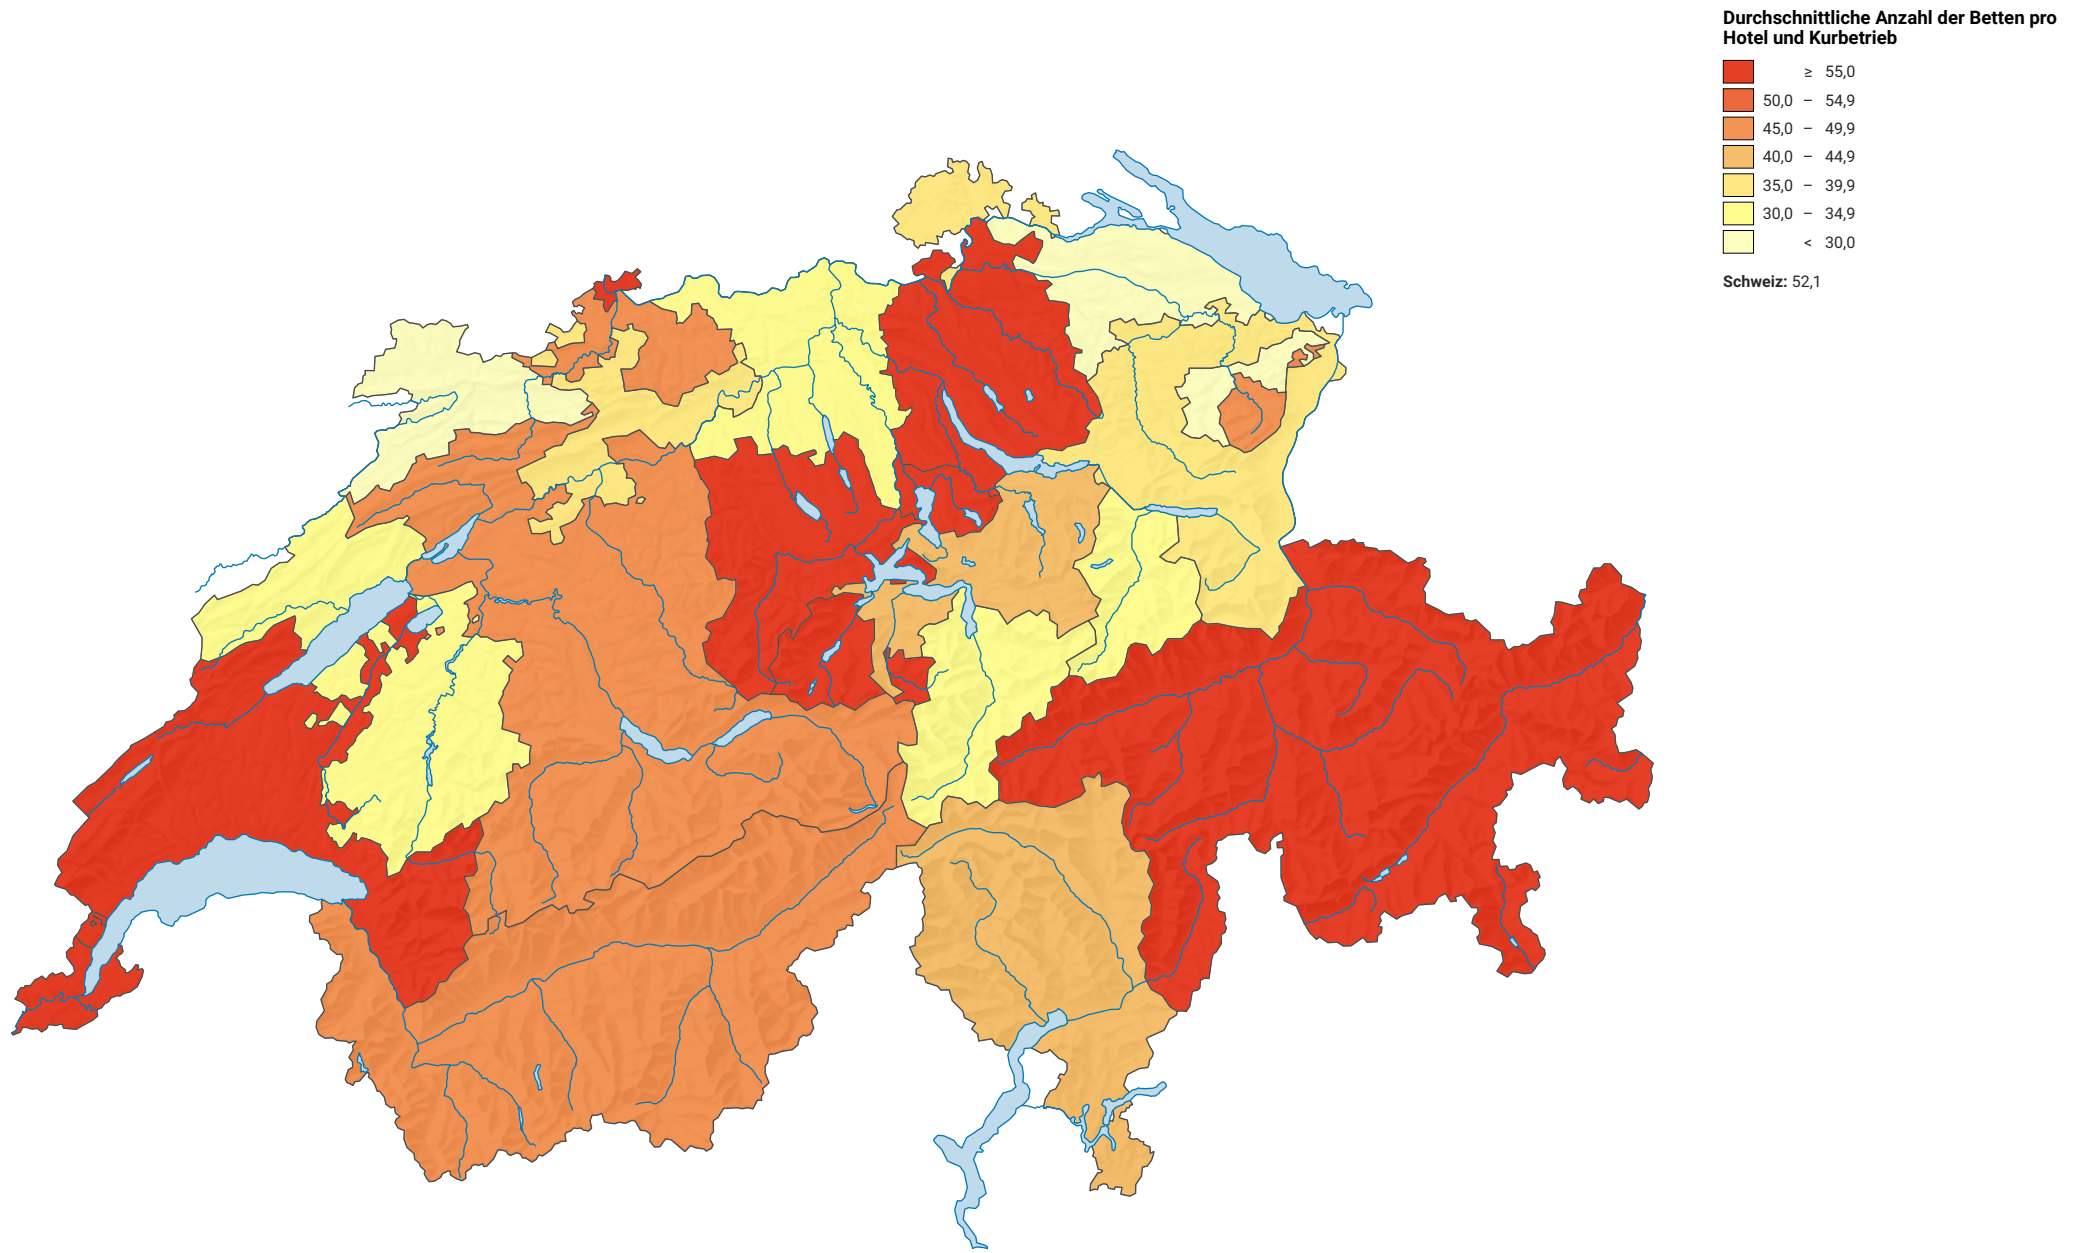 Durchschnittliche Anzahl der Betten pro
Hotel und Kurbetrieb
≥ 55,0
50,0 – 54,9
45,0 – 49,9
40,0 – 44,9
35,0 – 39,9
30,0 – 34,9
< 30,0
Schweiz: 52,1